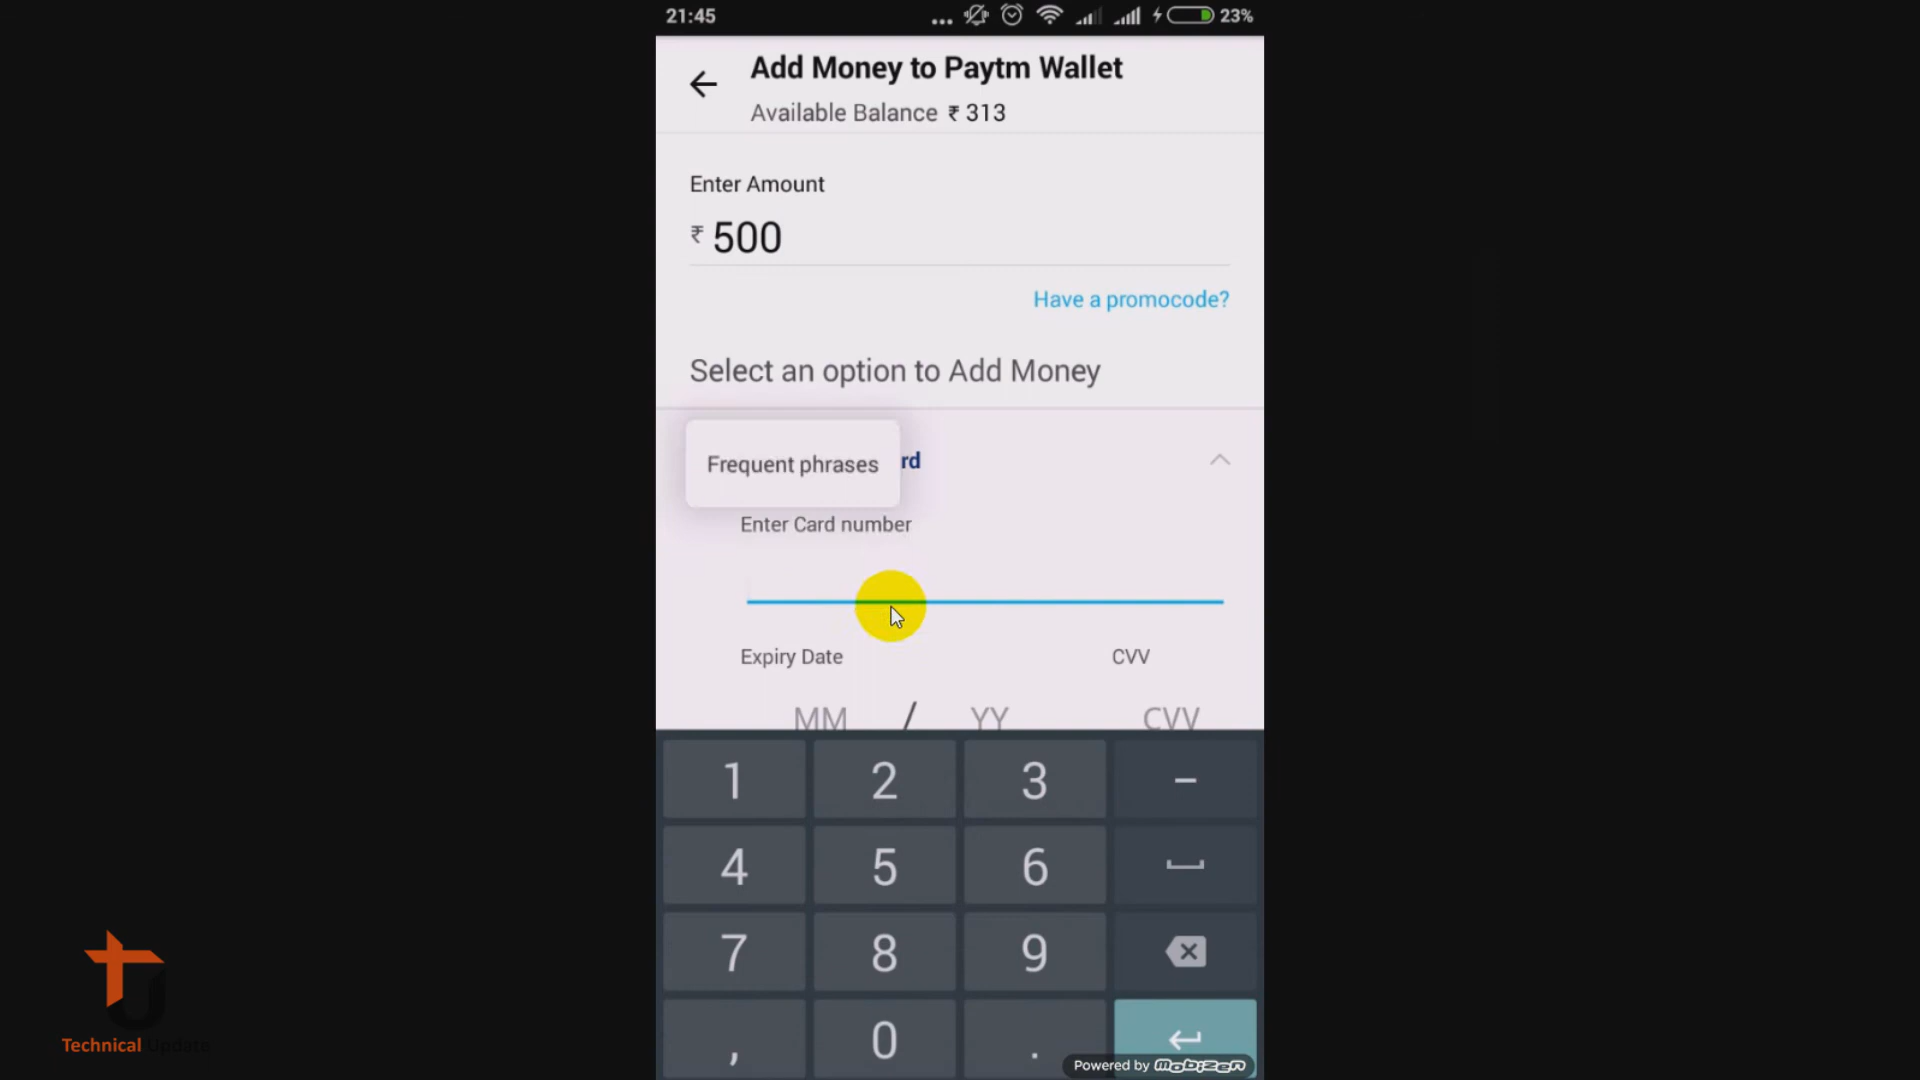 21:45
23%
Add Money to Paytm Wallet
Available Balance ₹ 313
Enter Amount
₹ 500
Have a promocode?
Select an option to Add Money
Frequent phrases
rd
Enter Card number
Expiry Date
CVV
MM / YY
CVV
1 2 3 -
4 5 6
7 8 9
, 0 .
Powered by mobizen
Technical Update